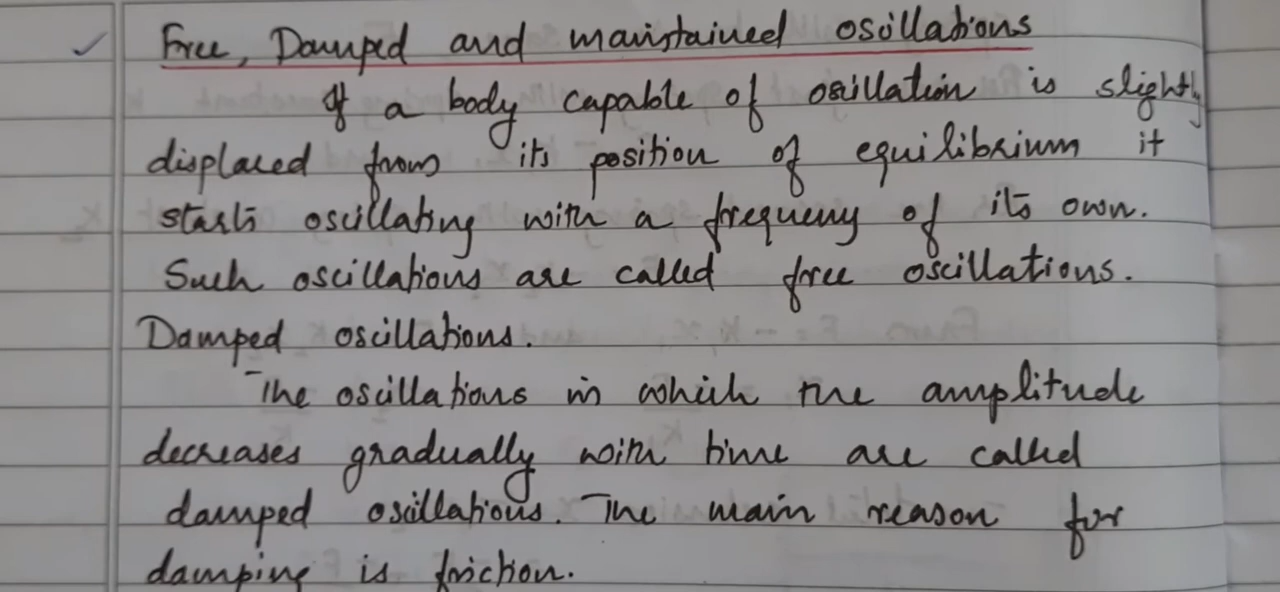 Free, Damped and maintained oscillations
If a body capable of oscillation is slightly
displaced from its position of equilibrium it
starts oscillating with a frequency of its own.
Such oscillations are called free oscillations.
Damped oscillations.
The oscillations in which the amplitude
decreases gradually with time are called
damped oscillations. The main reason for
damping is friction.